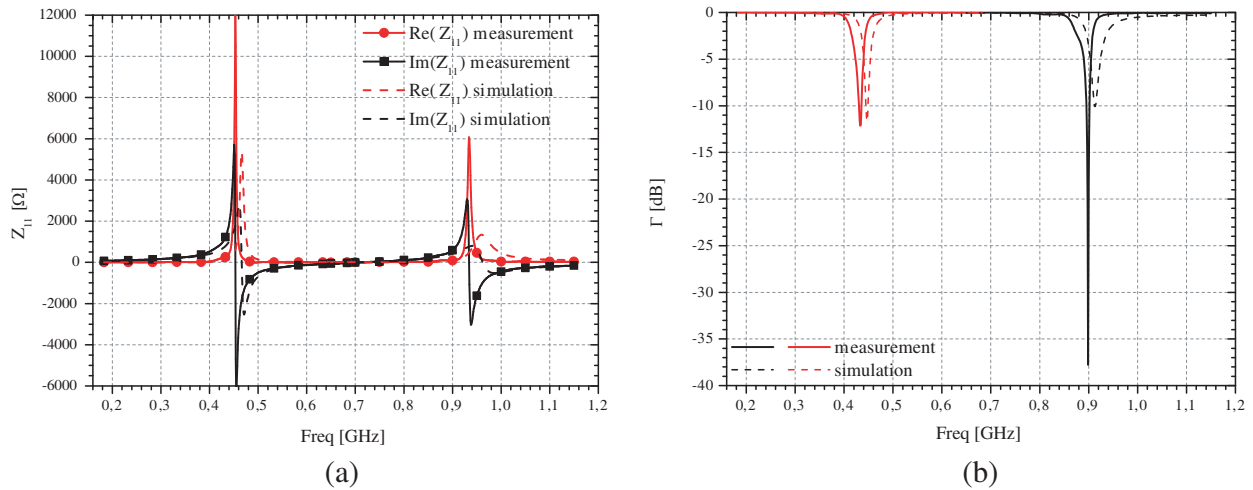 12000
10000
8000
6000
4000
2000
0
-2000
-4000
-6000
Z11 [Ω]
Re(Z11) measurement
Im(Z11) measurement
Re(Z11) simulation
Im(Z11) simulation
0,2 0,3 0,4 0,5 0,6 0,7 0,8 0,9 1,0 1,1 1,2
Freq [GHz]
(a)
0
-5
-10
-15
-20
-25
-30
-35
-40
Γ [dB]
measurement
simulation
0,2 0,3 0,4 0,5 0,6 0,7 0,8 0,9 1,0 1,1 1,2
Freq [GHz]
(b)